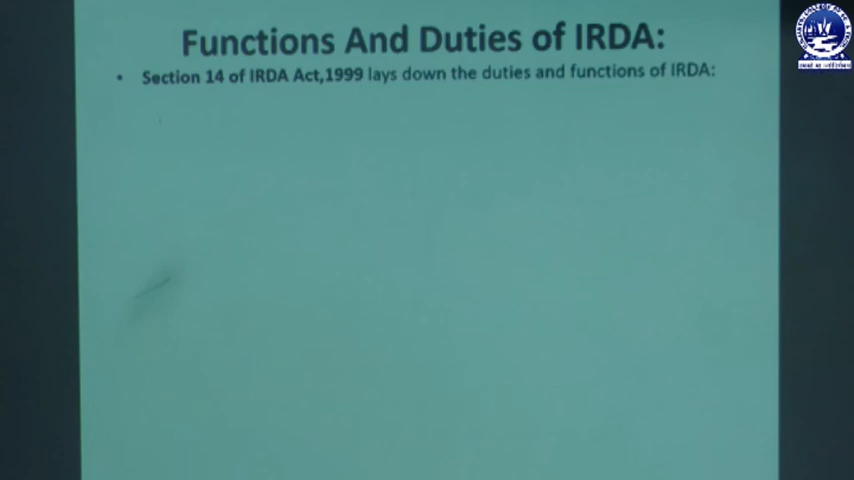 Functions And Duties of IRDA:
• Section 14 of IRDA Act,1999 lays down the duties and functions of IRDA: